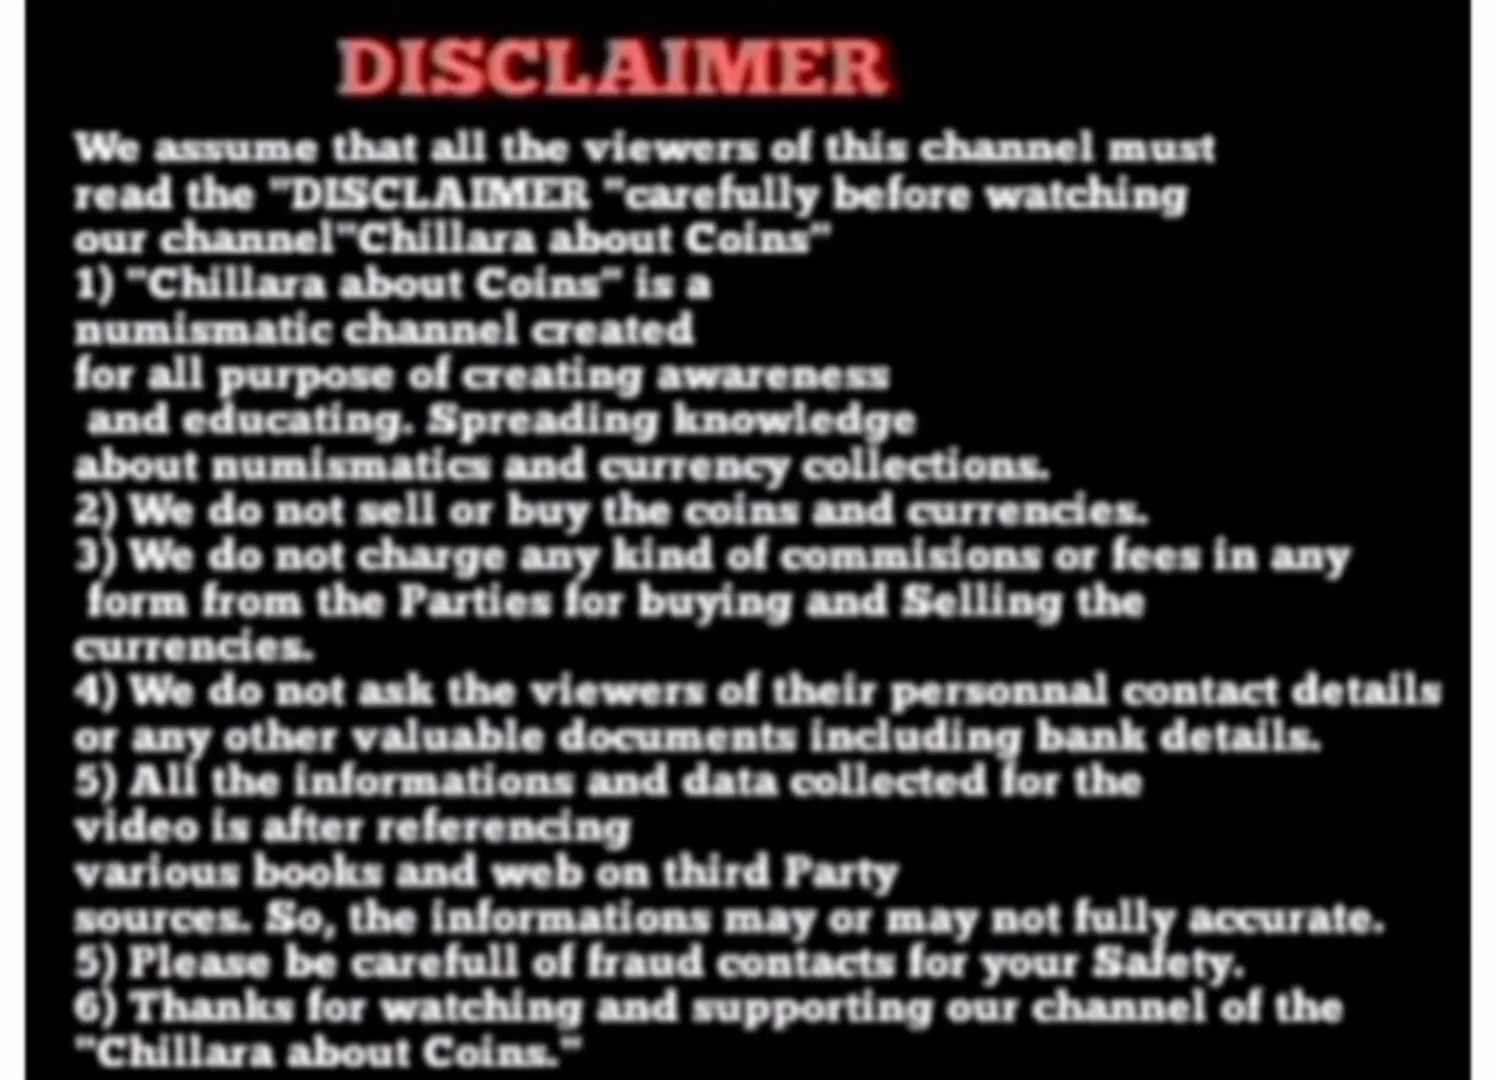 DISCLAIMER
We assume that all the viewers of this channel must
read the "DISCLAIMER "carefully before watching
our channel"Chillara about Coins"
1) "Chillara about Coins" is a
numismatic channel created
for all purpose of creating awareness
and educating. Spreading knowledge
about numismatics and currency collections.
2) We do not sell or buy the coins and currencies.
3) We do not charge any kind of commisions or fees in any
form from the Parties for buying and Selling the
currencies.
4) We do not ask the viewers of their personnal contact details
or any other valuable documents including bank details.
5) All the informations and data collected for the
video is after referencing
various books and web on third Party
sources. So, the informations may or may not fully accurate.
5) Please be carefull of fraud contacts for your Safety.
6) Thanks for watching and supporting our channel of the
"Chillara about Coins."